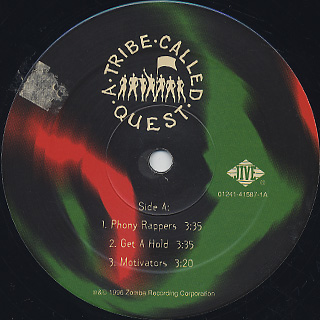 A·TRIBE·CALLED·
QUEST·
JIVE
®
01241-41587-1A
Side A:
1. Phony Rappers 3:35
2. Get A Hold 3:35
3. Motivators 3:20
℗&© 1996 Zomba Recording Corporation